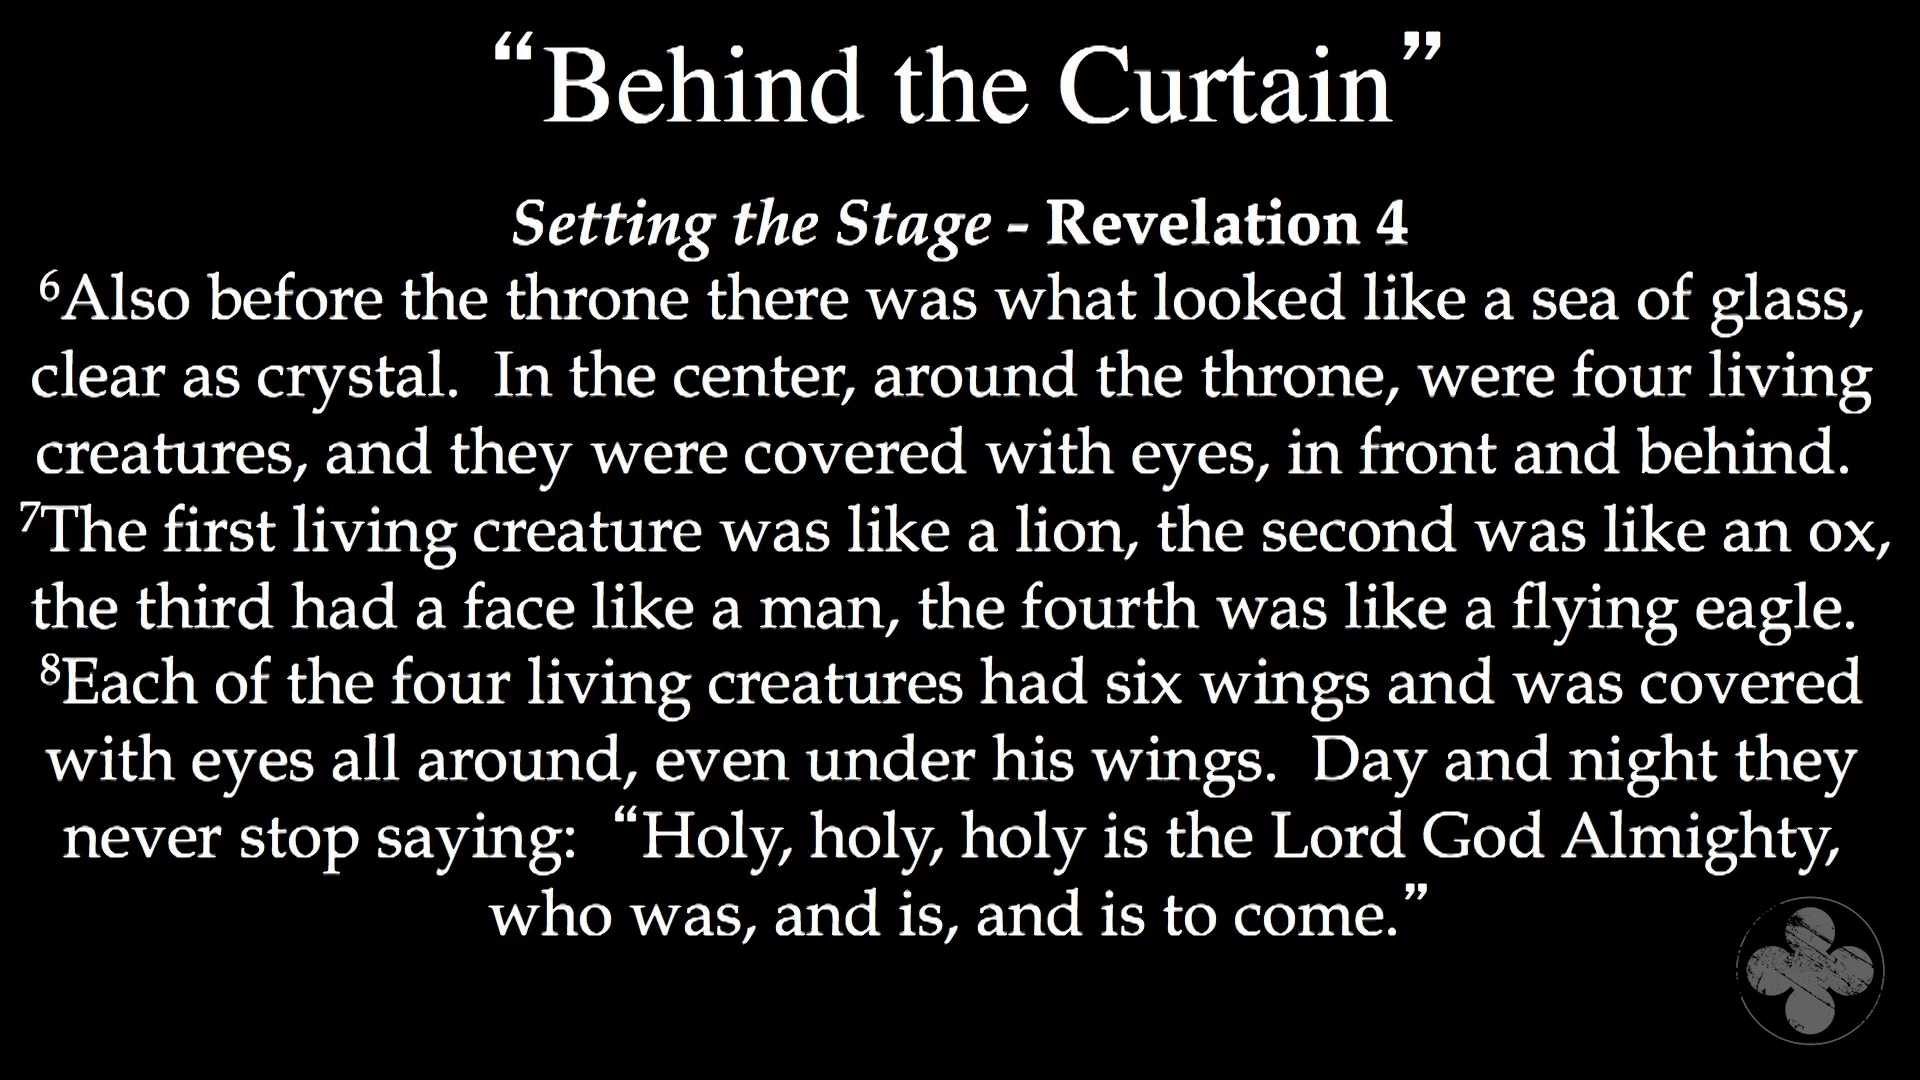 “Behind the Curtain”
Setting the Stage - Revelation 4
⁶Also before the throne there was what looked like a sea of glass,
clear as crystal.  In the center, around the throne, were four living
creatures, and they were covered with eyes, in front and behind.
⁷The first living creature was like a lion, the second was like an ox,
the third had a face like a man, the fourth was like a flying eagle.
⁸Each of the four living creatures had six wings and was covered
with eyes all around, even under his wings.  Day and night they
never stop saying:  “Holy, holy, holy is the Lord God Almighty,
who was, and is, and is to come.”